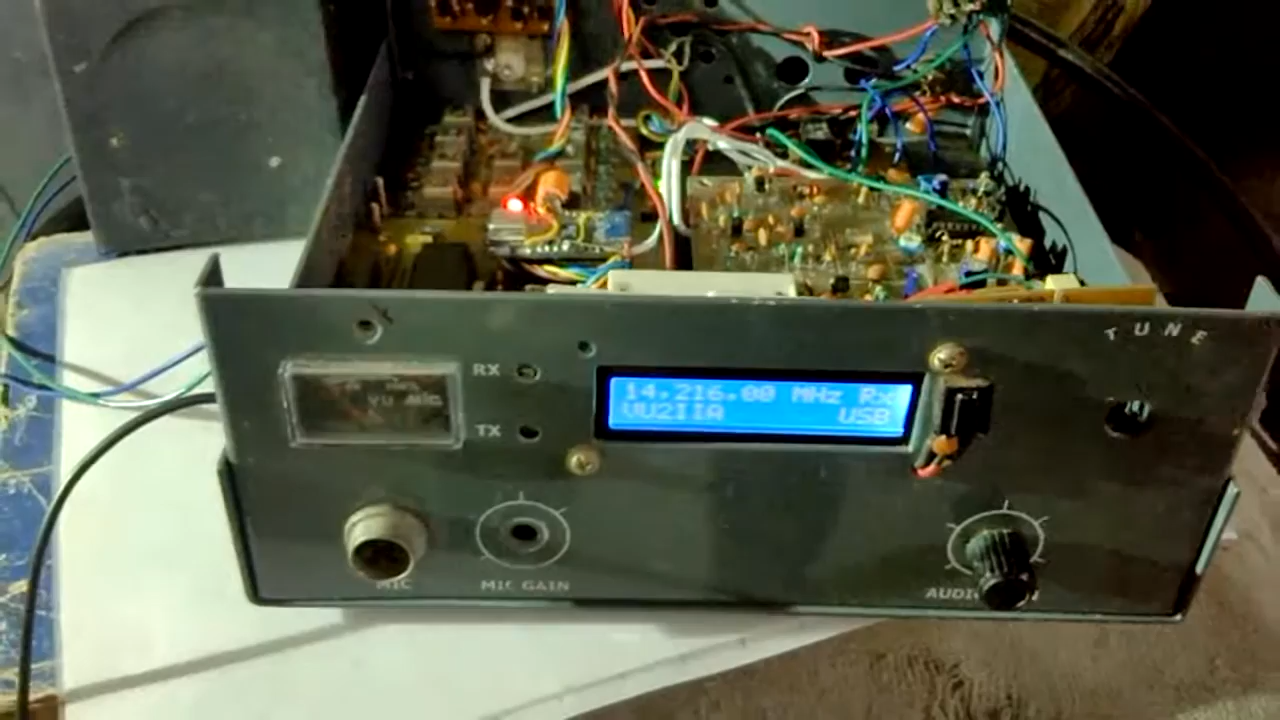 TUNE
RX
TX
14.216.00 MHz Rx
VU2IIA USB
MIC
MIC GAIN